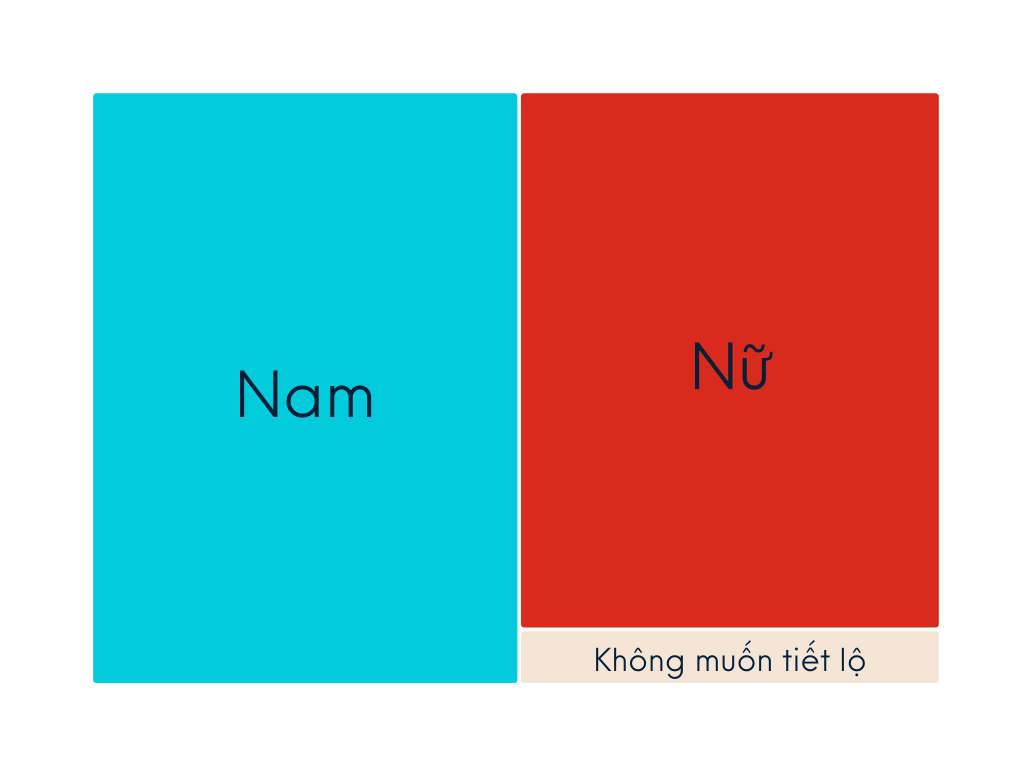 Nam
Nữ
Không muốn tiết lộ